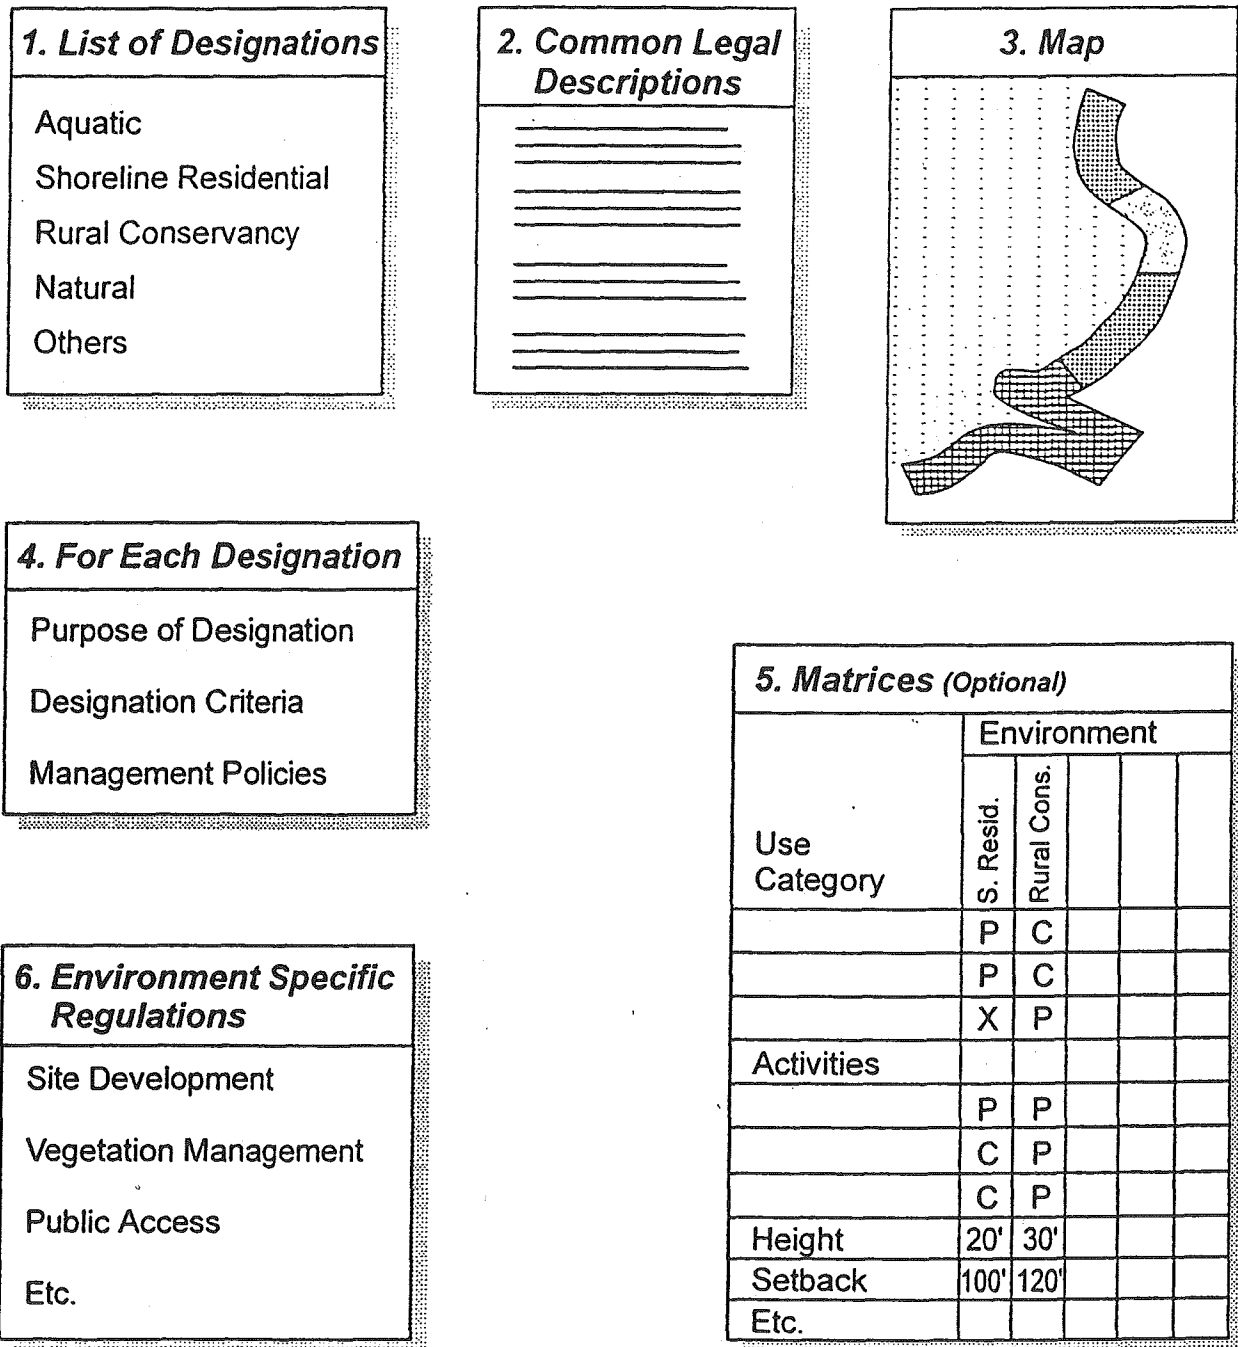 1. List of Designations
Aquatic
Shoreline Residential
Rural Conservancy
Natural
Others
2. Common Legal
Descriptions
3. Map
4. For Each Designation
Purpose of Designation
Designation Criteria
Management Policies
5. Matrices (Optional)
Environment
Use
Category
S. Resid.
Rural Cons.
P C
P C
X P
Activities
P P
C P
C P
Height 20' 30'
Setback 100' 120'
Etc.
6. Environment Specific
Regulations
Site Development
Vegetation Management
Public Access
Etc.